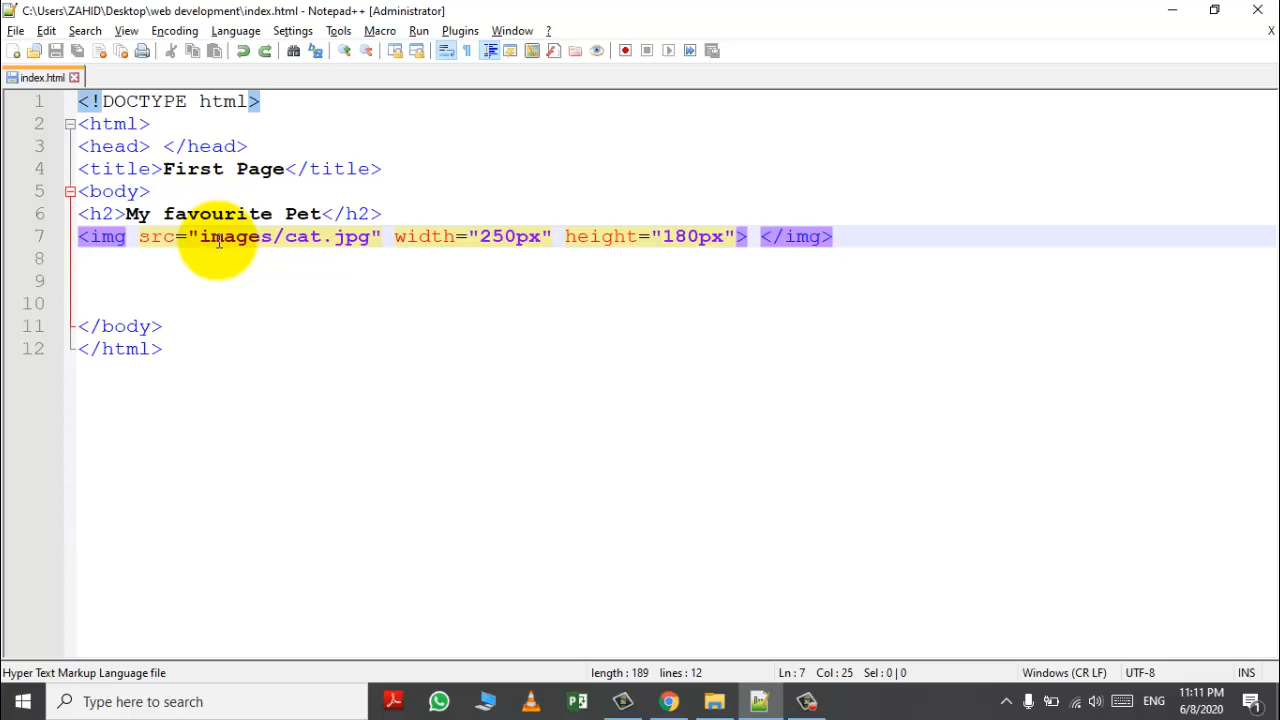 C:\Users\ZAHID\Desktop\web development\index.html - Notepad++ [Administrator]
File Edit Search View Encoding Language Settings Tools Macro Run Plugins Window ? X
index.html
1 <!DOCTYPE html>
2 <html>
3 <head> </head>
4 <title>First Page</title>
5 <body>
6 <h2>My favourite Pet</h2>
7 <img src="images/cat.jpg" width="250px" height="180px"> </img>
8
9
10
11 </body>
12 </html>
Hyper Text Markup Language file length : 189 lines : 12 Ln : 7 Col : 25 Sel : 0 | 0 Windows (CR LF) UTF-8 INS
Type here to search ENG 11:11 PM
6/8/2020